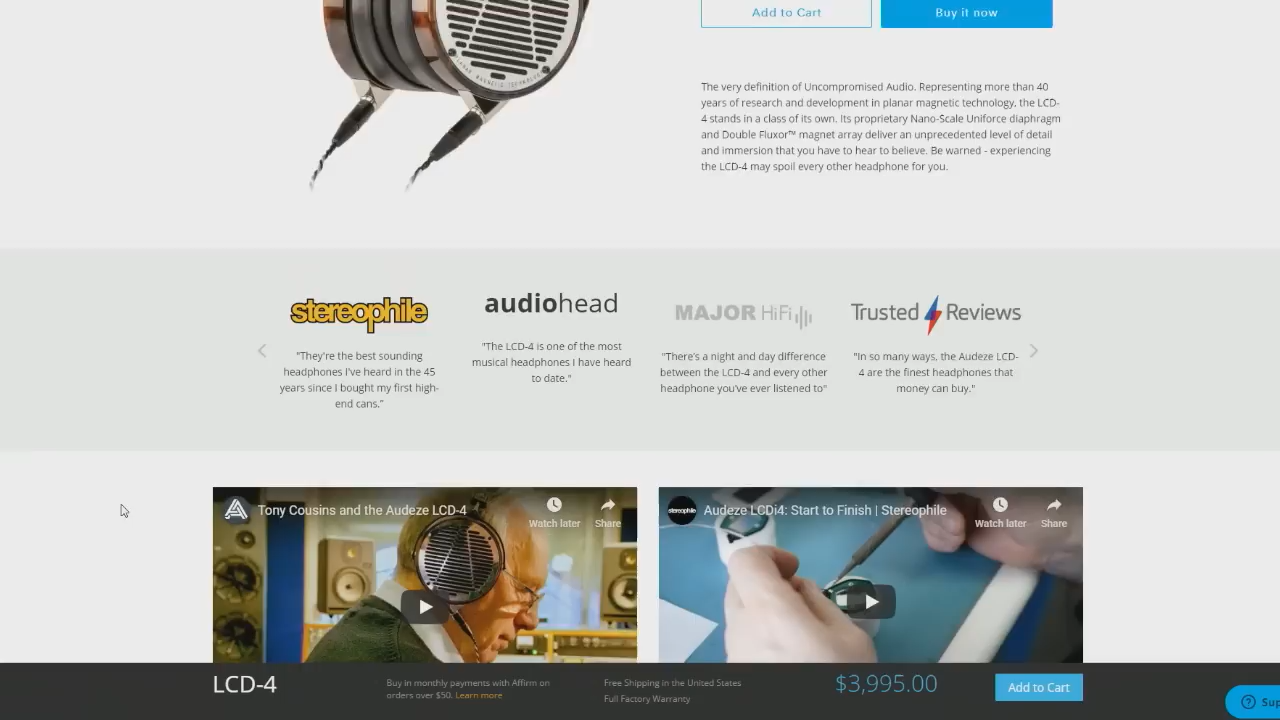 Add to Cart
Buy it now
The very definition of Uncompromised Audio. Representing more than 40
years of research and development in planar magnetic technology, the LCD-
4 stands in a class of its own. Its proprietary Nano-Scale Uniforce diaphragm
and Double Fluxor™ magnet array deliver an unprecedented level of detail
and immersion that you have to hear to believe. Be warned - experiencing
the LCD-4 may spoil every other headphone for you.
stereophile
"They're the best sounding
headphones I've heard in the 45
years since I bought my first high-
end cans.”
audiohead
"The LCD-4 is one of the most
musical headphones I have heard
to date."
MAJOR HiFi
"There's a night and day difference
between the LCD-4 and every other
headphone you've ever listened to"
Trusted Reviews
"In so many ways, the Audeze LCD-
4 are the finest headphones that
money can buy."
Tony Cousins and the Audeze LCD-4
Watch later
Share
stereophile
Audeze LCDi4: Start to Finish | Stereophile
Watch later
Share
LCD-4
Buy in monthly payments with Affirm on
orders over $50. Learn more
Free Shipping in the United States
Full Factory Warranty
$3,995.00
Add to Cart
Sup